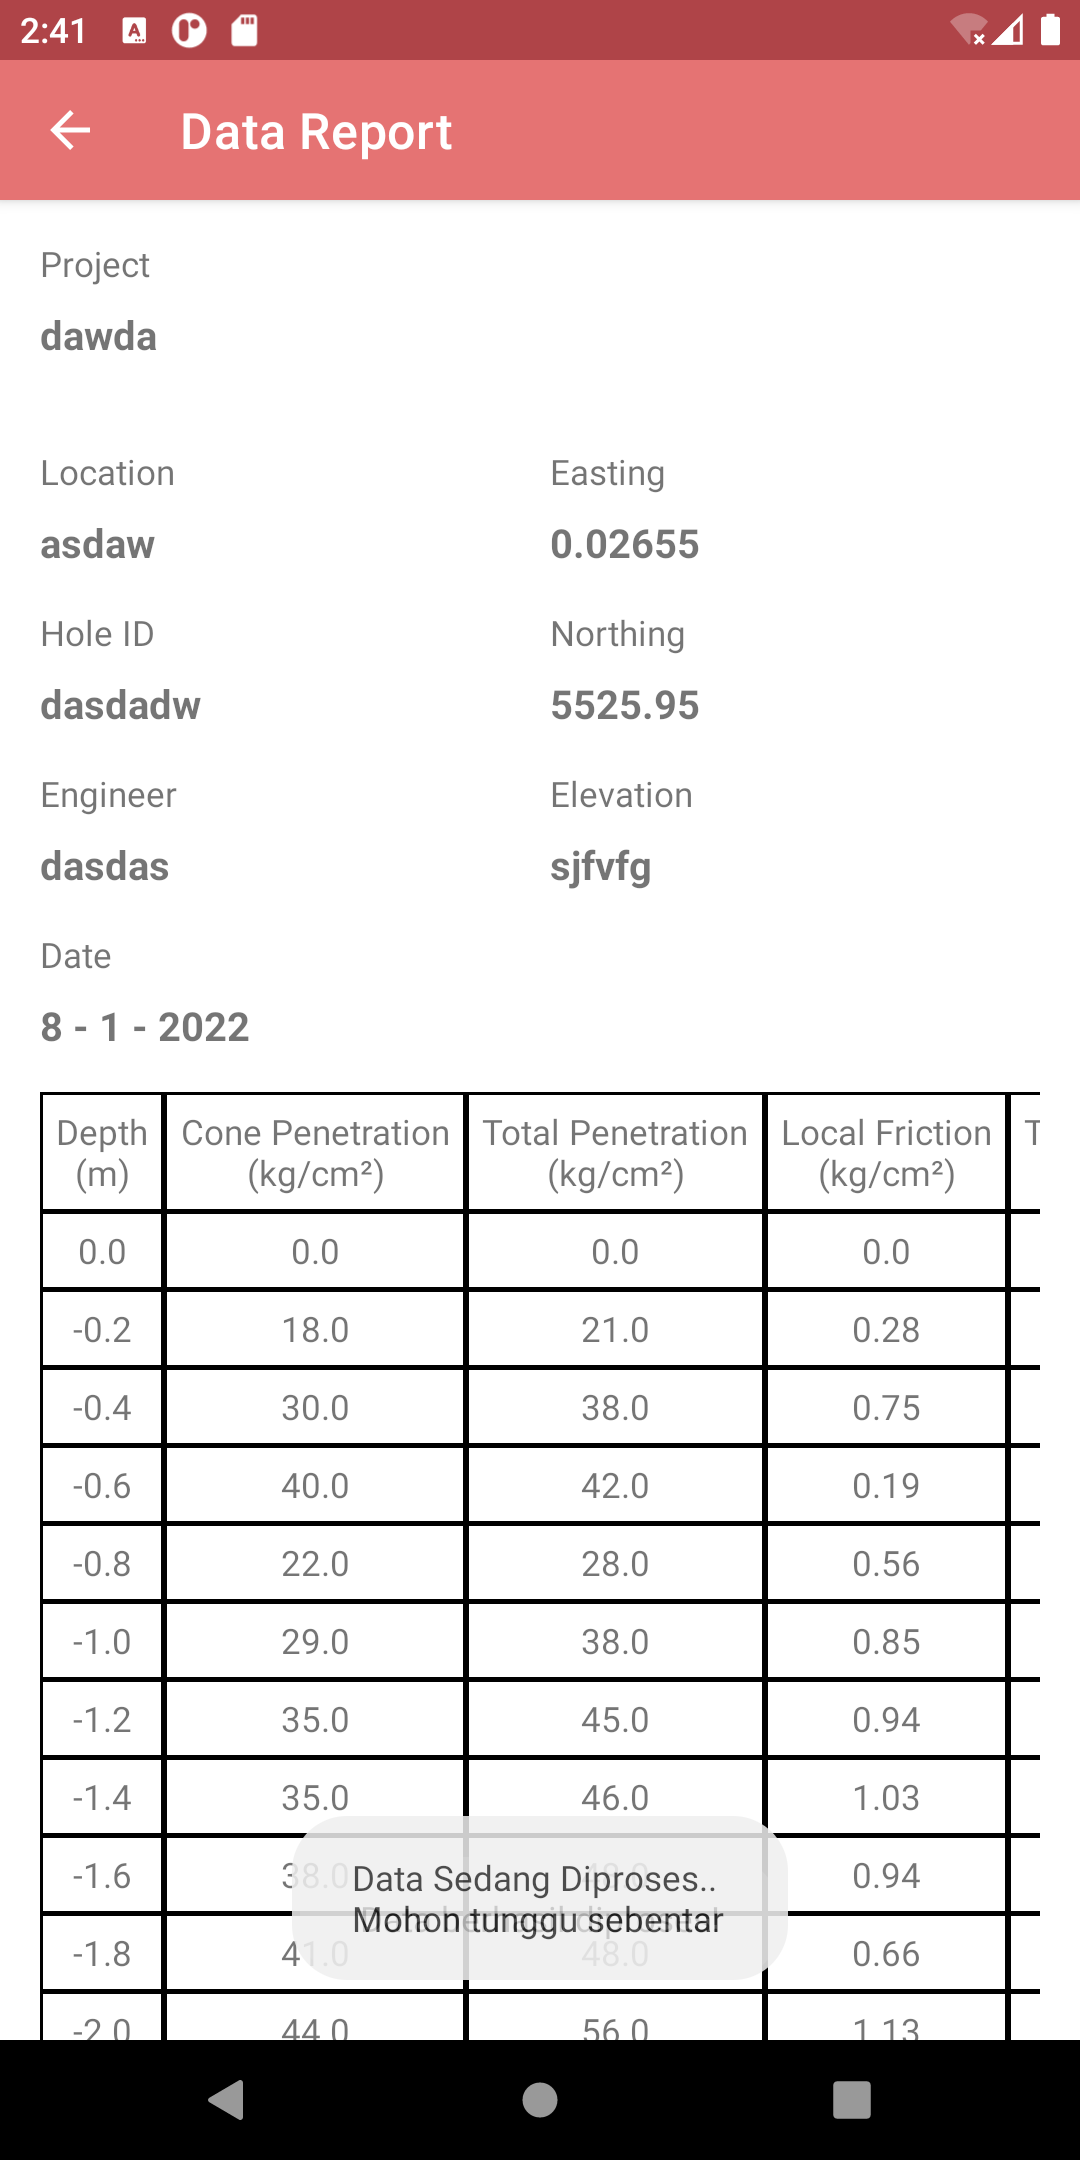 2:41
Data Report
Project
dawda
Location Easting
asdaw 0.02655
Hole ID Northing
dasdadw 5525.95
Engineer Elevation
dasdas sjfvfg
Date
8 - 1 - 2022
Depth (m) Cone Penetration (kg/cm²) Total Penetration (kg/cm²) Local Friction (kg/cm²) T
0.0 0.0 0.0 0.0
-0.2 18.0 21.0 0.28
-0.4 30.0 38.0 0.75
-0.6 40.0 42.0 0.19
-0.8 22.0 28.0 0.56
-1.0 29.0 38.0 0.85
-1.2 35.0 45.0 0.94
-1.4 35.0 46.0 1.03
-1.6 38.0 0.94
Data Sedang Diproses..
Mohon tunggu sebentar
-1.8 41.0 48.0 0.66
-2.0 44.0 56.0 1.13